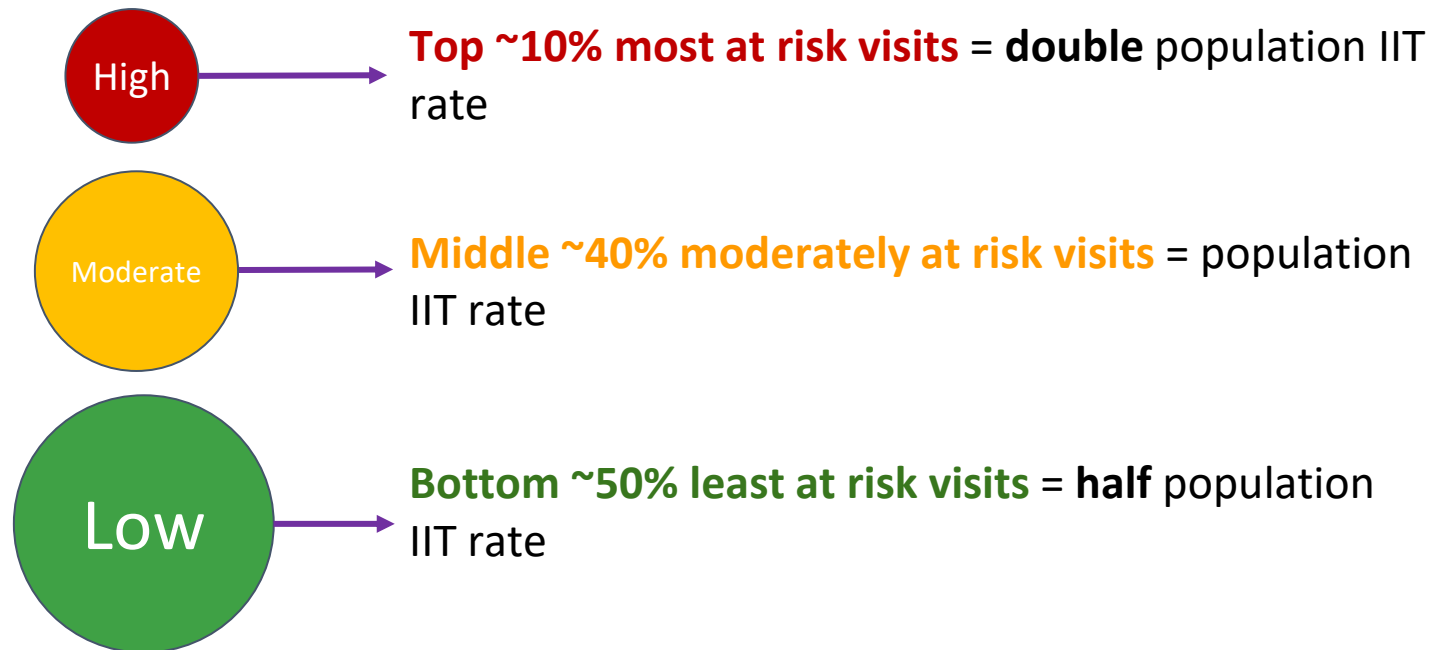 High
Top ~10% most at risk visits = double population IIT
rate
Moderate
Middle ~40% moderately at risk visits = population
IIT rate
Low
Bottom ~50% least at risk visits = half population
IIT rate